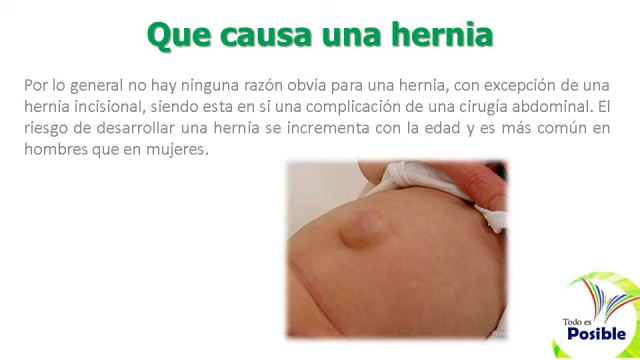 Que causa una hernia
Por lo general no hay ninguna razón obvia para una hernia, con excepción de una
hernia incisional, siendo esta en si una complicación de una cirugía abdominal. El
riesgo de desarrollar una hernia se incrementa con la edad y es más común en
hombres que en mujeres.
Todo es
Posible